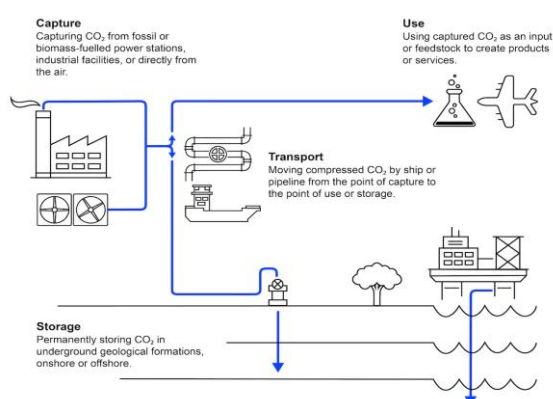 Capture
Capturing CO₂ from fossil or
biomass-fuelled power stations,
industrial facilities, or directly from
the air.
Use
Using captured CO₂ as an input
or feedstock to create products
or services.
Transport
Moving compressed CO₂ by ship or
pipeline from the point of capture to
the point of use or storage.
Storage
Permanently storing CO₂ in
underground geological formations,
onshore or offshore.